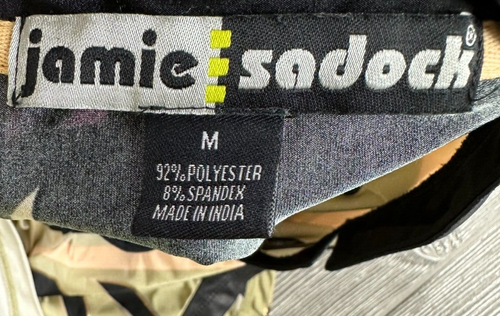 jamie sadock®
M
92% POLYESTER
8% SPANDEX
MADE IN INDIA